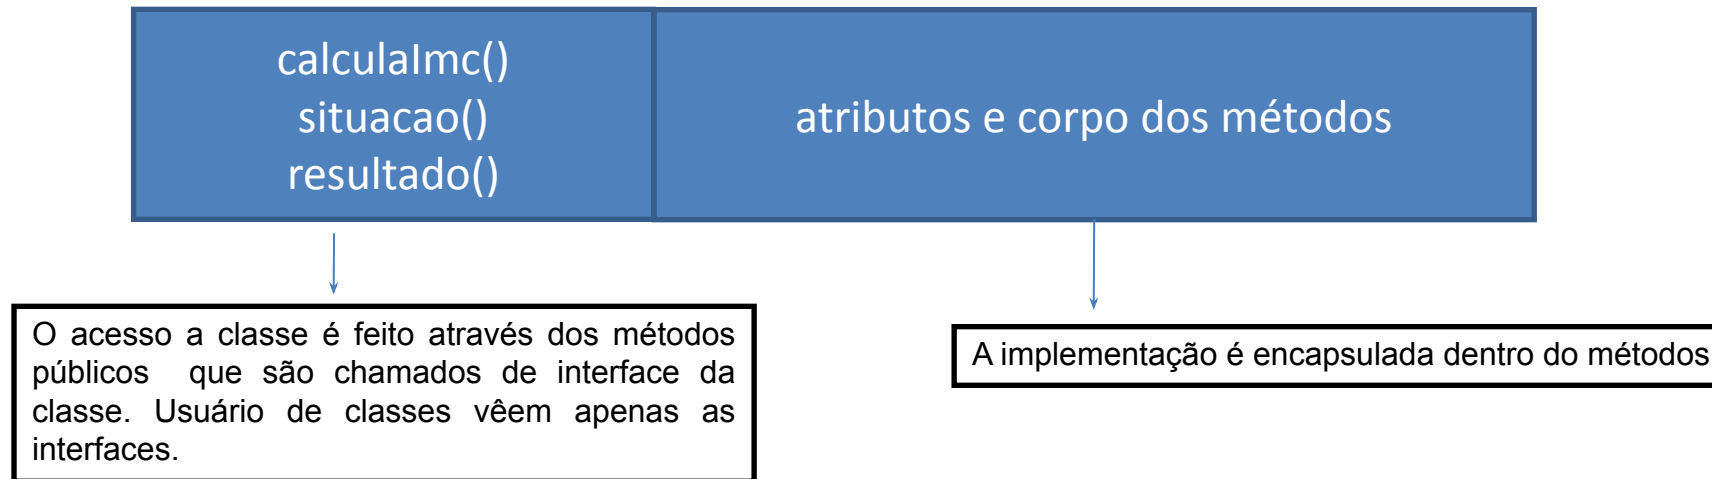 calculaImc()
situacao()
resultado()
atributos e corpo dos métodos
O acesso a classe é feito através dos métodos
públicos que são chamados de interface da
classe. Usuário de classes vêem apenas as
interfaces.
A implementação é encapsulada dentro do métodos